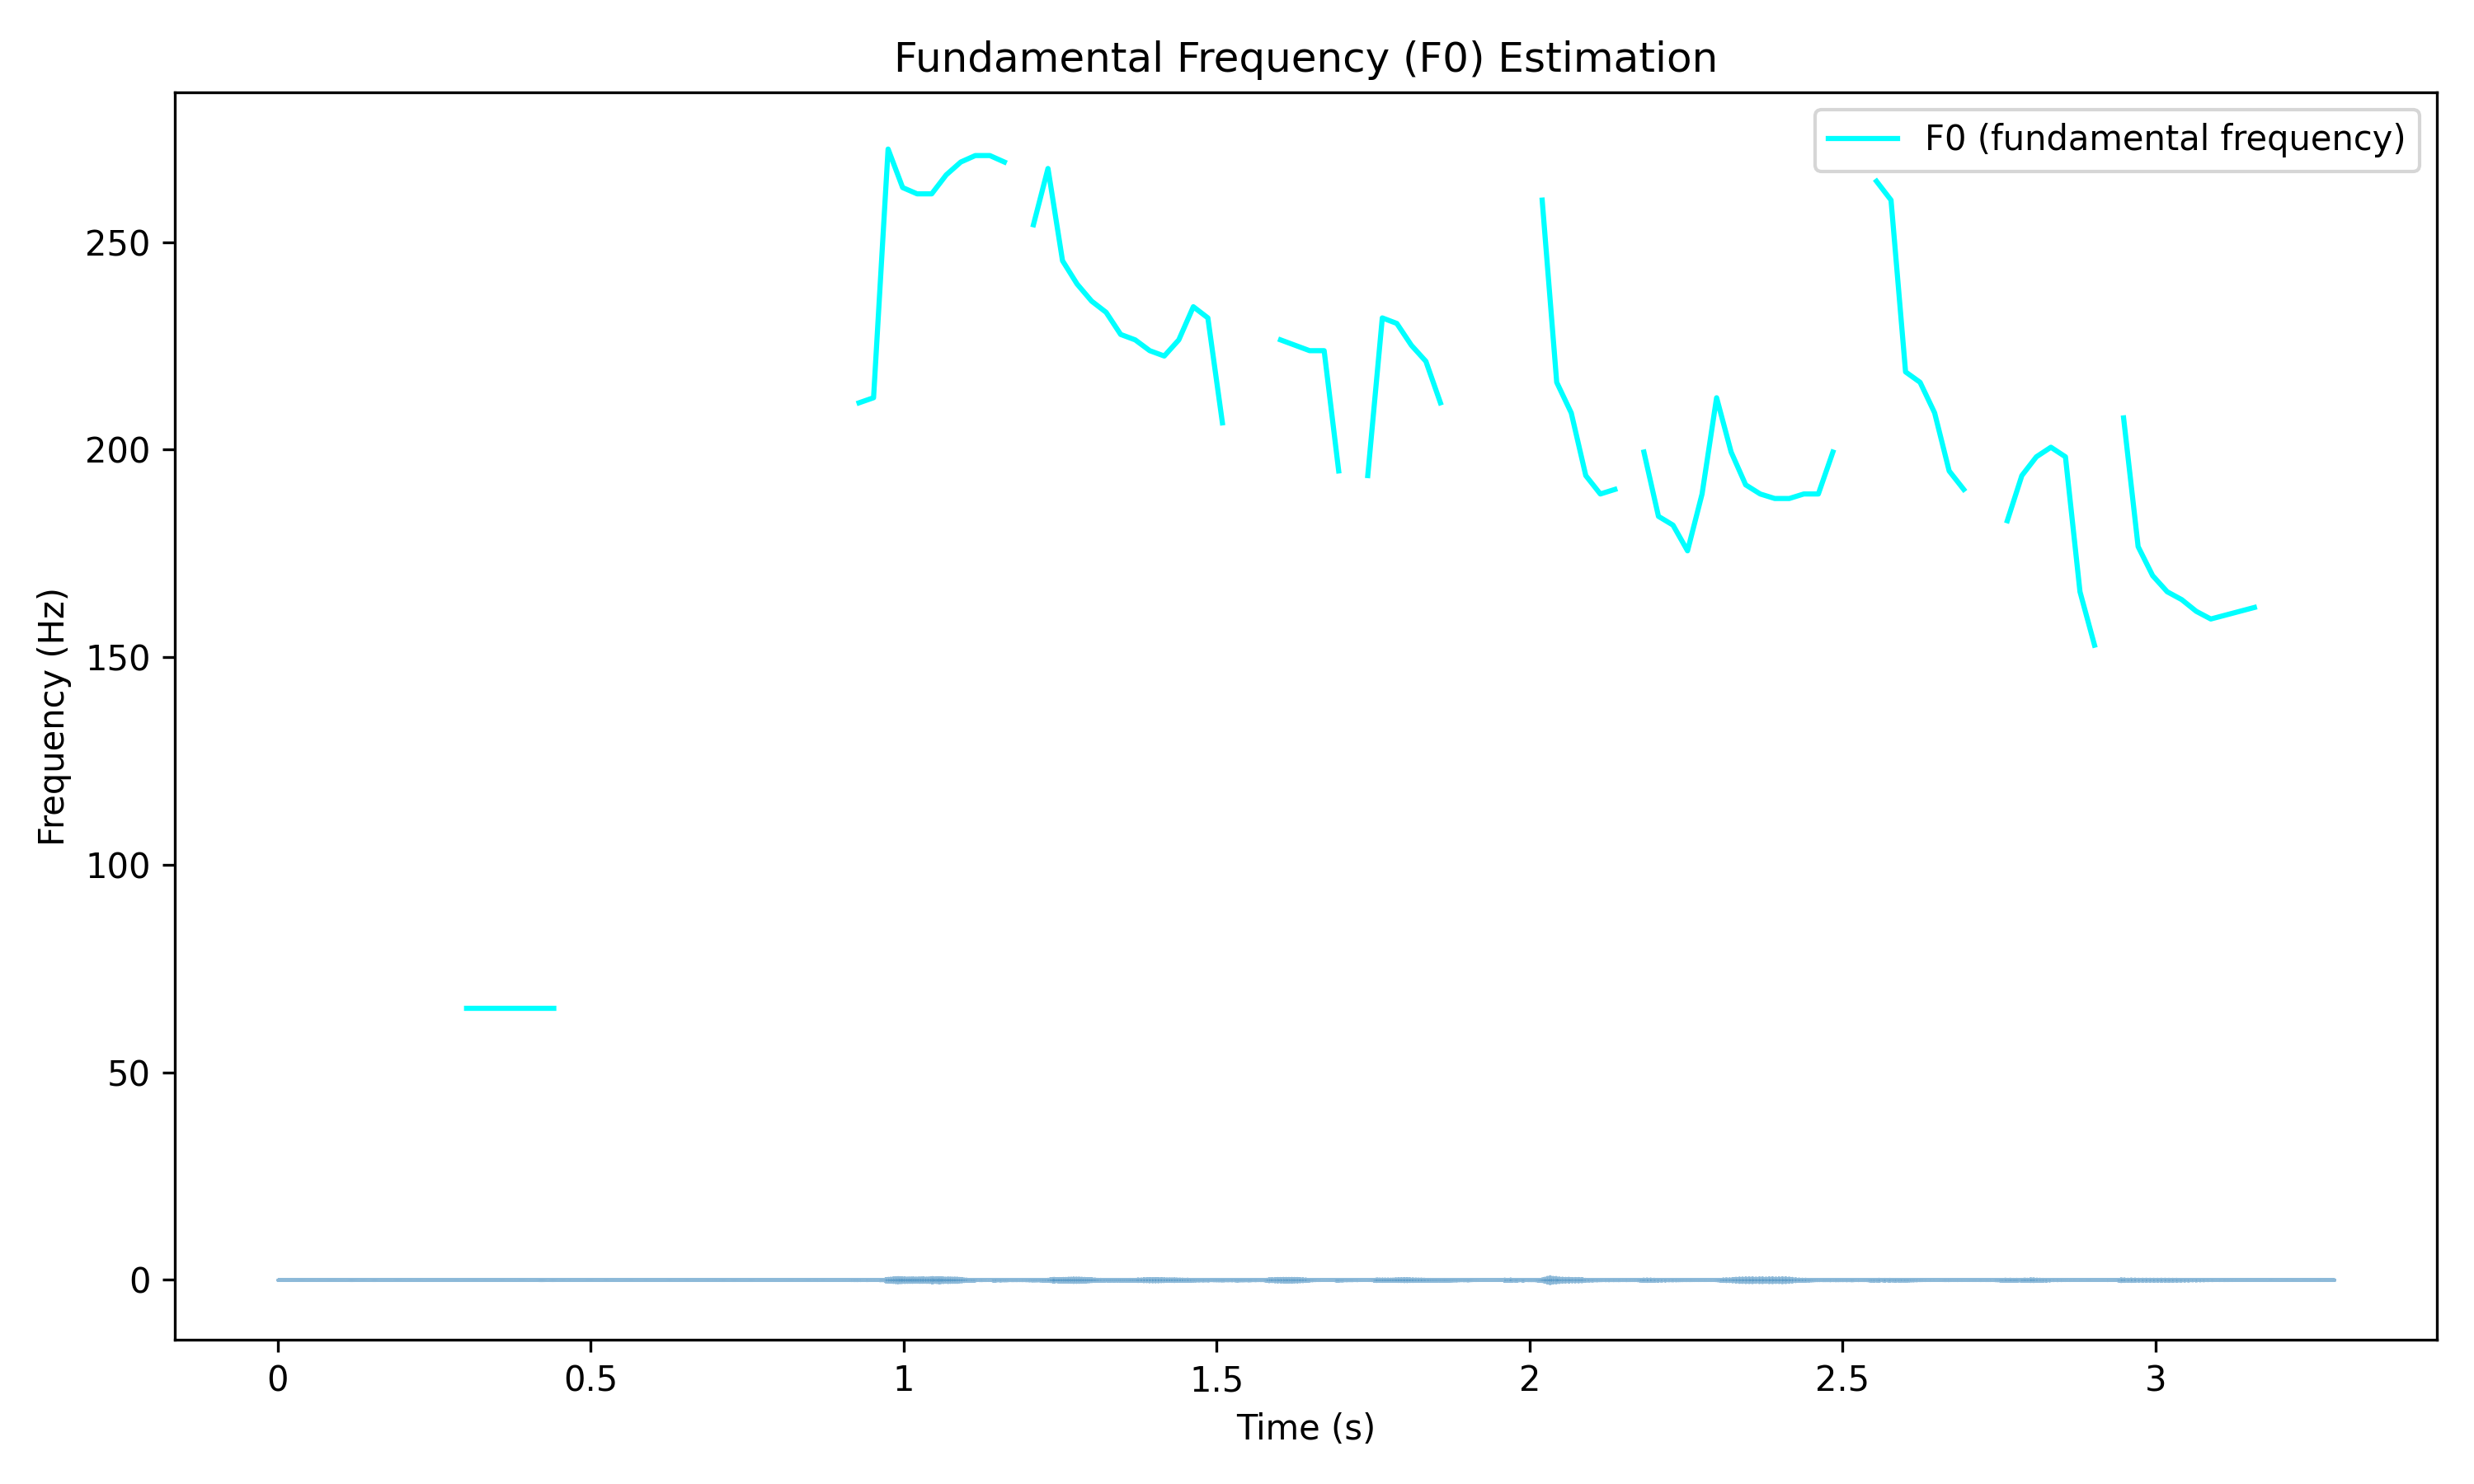 Fundamental Frequency (F0) Estimation
F0 (fundamental frequency)
Frequency (Hz)
250
200
150
100
50
0
0 0.5 1 1.5 2 2.5 3
Time (s)